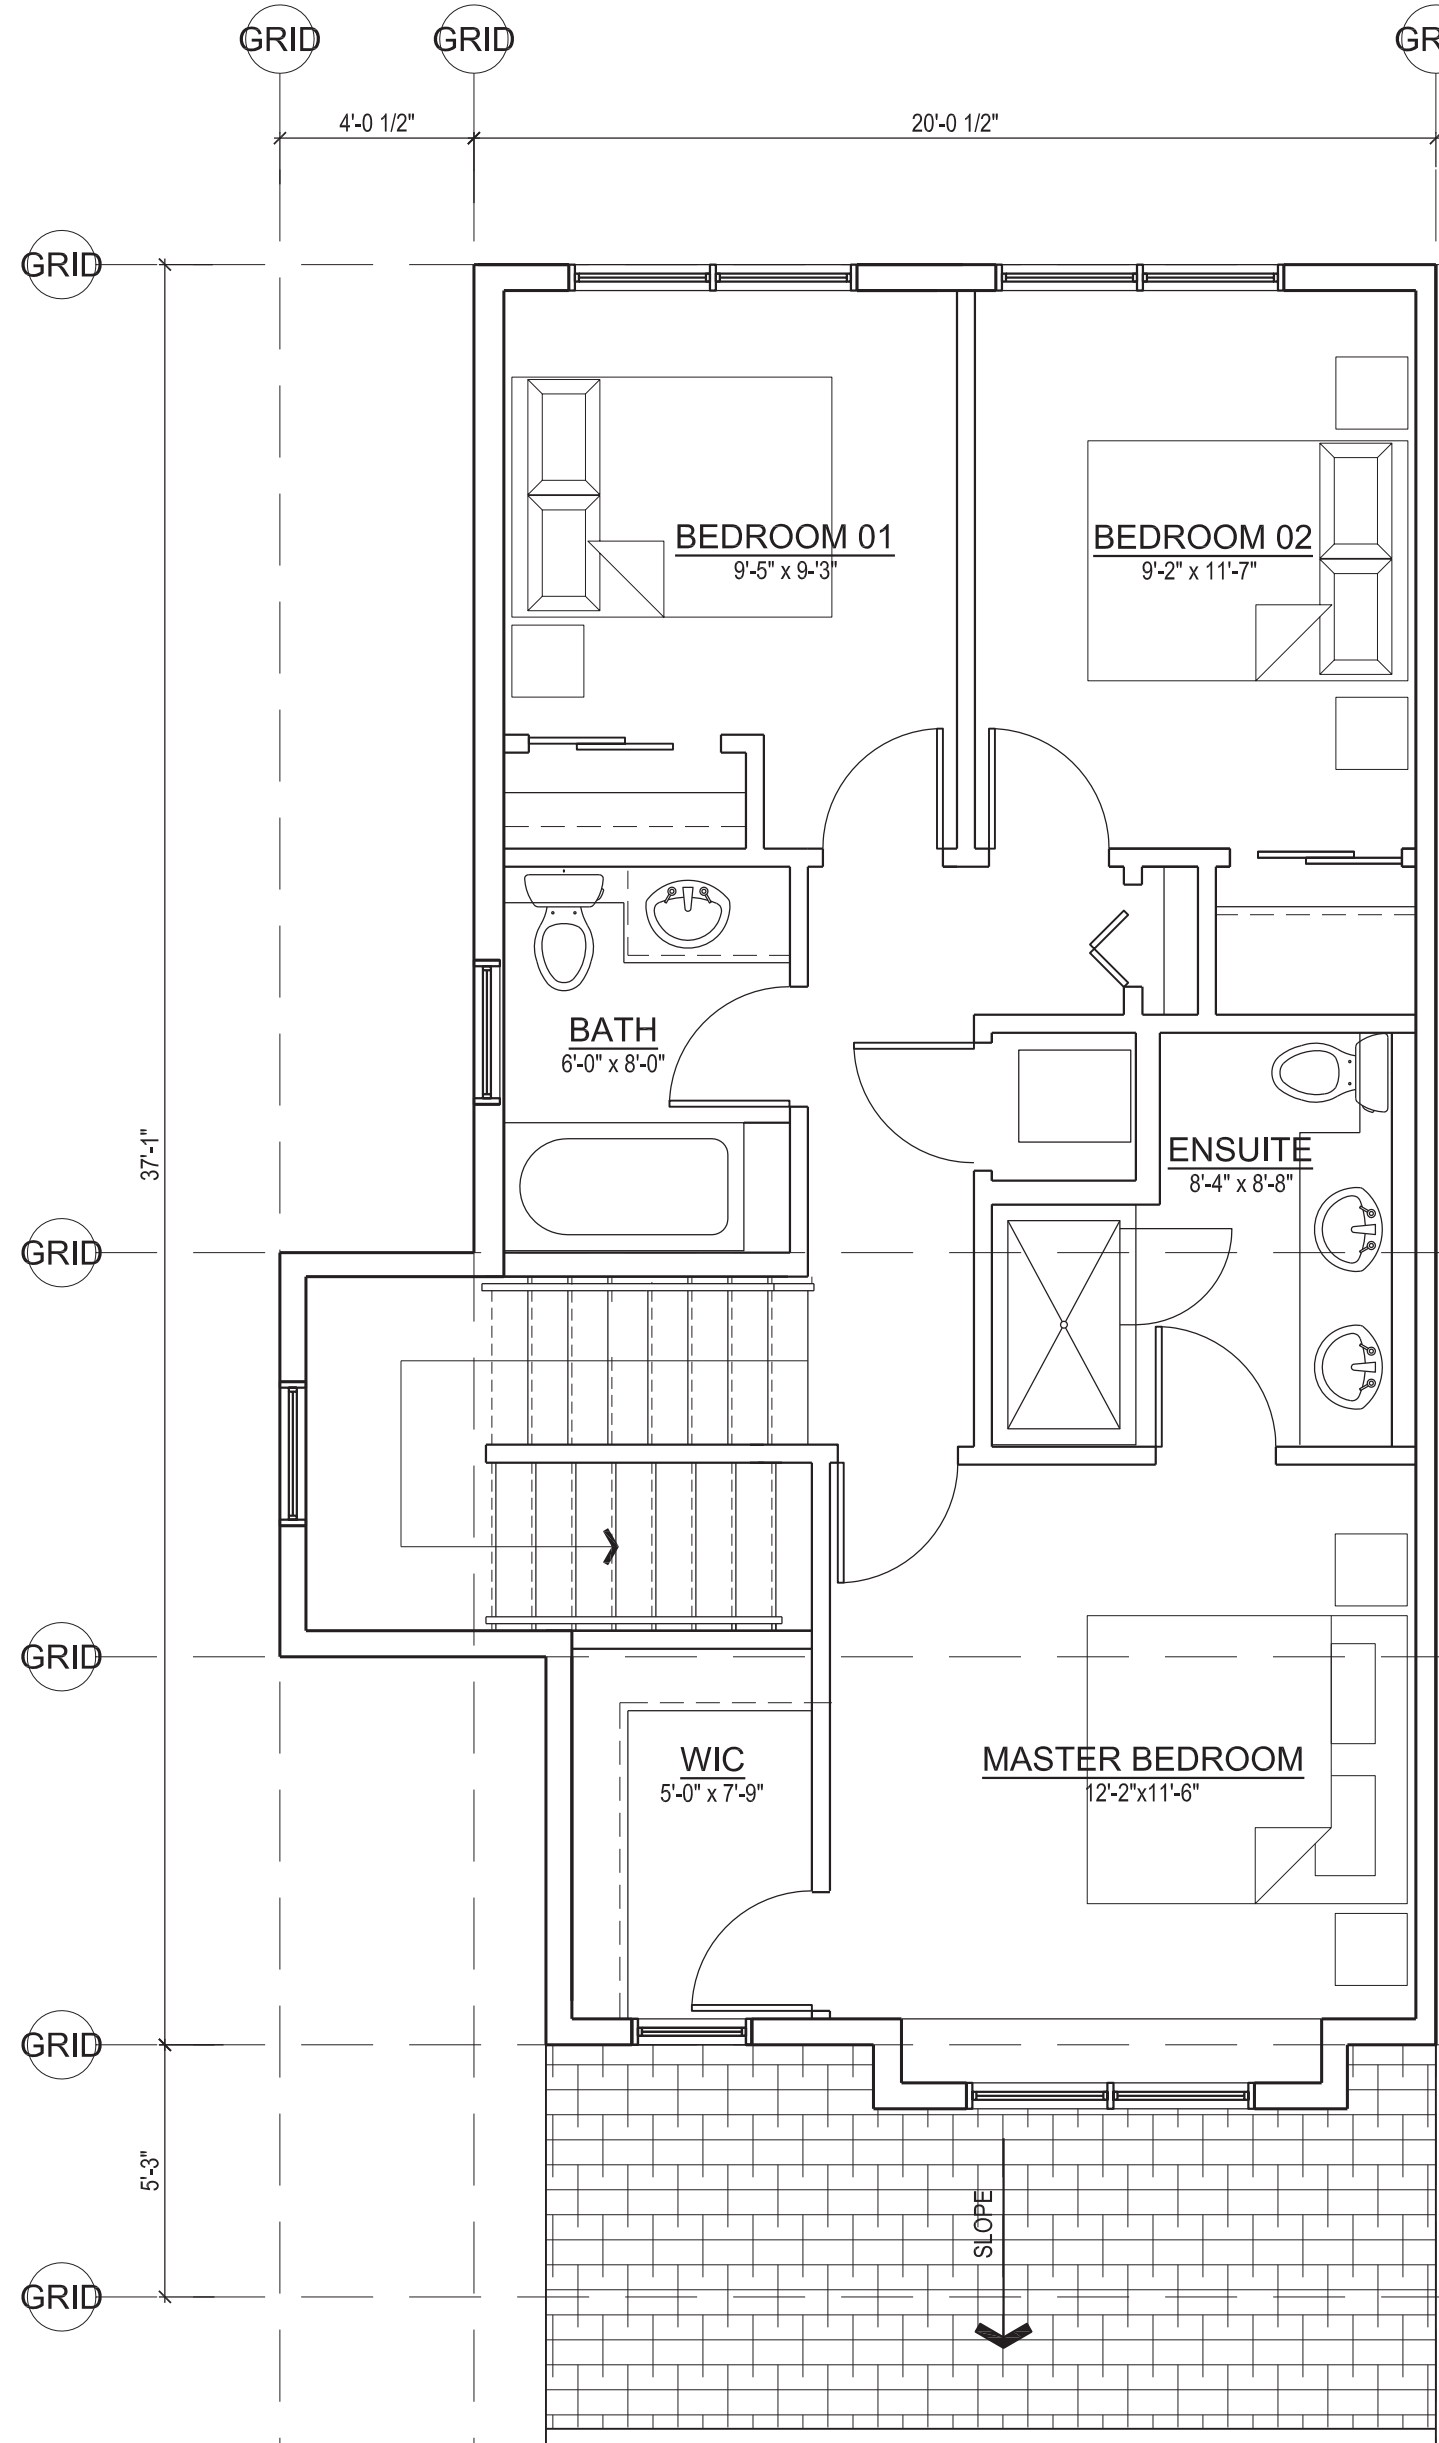 GRID
GRID
GR
4'-0 1/2"
20'-0 1/2"
GRID
BEDROOM 01
9'-5" x 9-'3"
BEDROOM 02
9'-2" x 11'-7"
BATH
6'-0" x 8'-0"
37'-1"
ENSUITE
8'-4" x 8'-8"
GRID
GRID
WIC
5'-0" x 7'-9"
MASTER BEDROOM
12'-2"x11'-6"
GRID
5'-3"
SLOPE
GRID